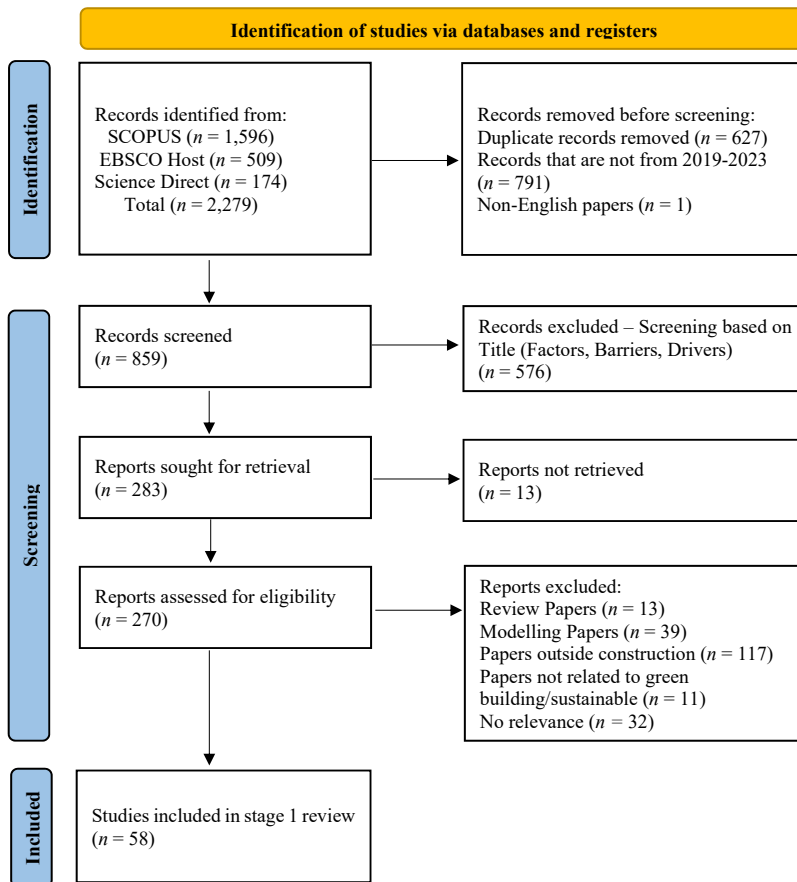 Identification of studies via databases and registers
Identification
Records identified from:
SCOPUS (n = 1,596)
EBSCO Host (n = 509)
Science Direct (n = 174)
Total (n = 2,279)
Records removed before screening:
Duplicate records removed (n = 627)
Records that are not from 2019-2023
(n = 791)
Non-English papers (n = 1)
Screening
Records screened
(n = 859)
Records excluded – Screening based on
Title (Factors, Barriers, Drivers)
(n = 576)
Reports sought for retrieval
(n = 283)
Reports not retrieved
(n = 13)
Reports assessed for eligibility
(n = 270)
Reports excluded:
Review Papers (n = 13)
Modelling Papers (n = 39)
Papers outside construction (n = 117)
Papers not related to green
building/sustainable (n = 11)
No relevance (n = 32)
Included
Studies included in stage 1 review
(n = 58)